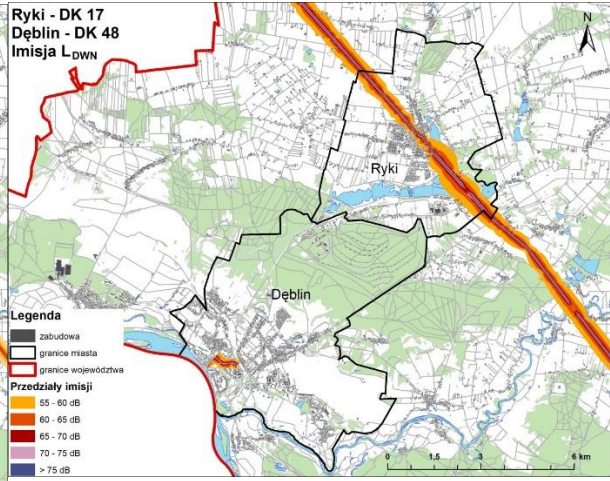 Ryki - DK 17
Dęblin - DK 48
Imisja LDWN
N
Ryki
Dęblin
Legenda
zabudowa
granice miasta
granice województwa
Przedziały imisji
55 - 60 dB
60 - 65 dB
65 - 70 dB
70 - 75 dB
> 75 dB
0 1,5 3 6 km